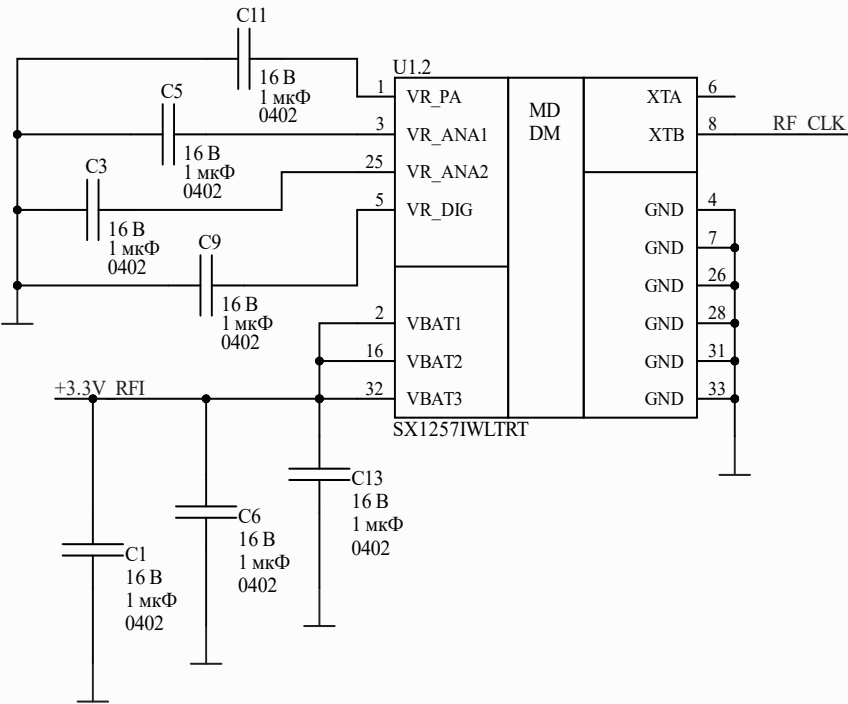 C11
16 В
1 мкФ
0402
C5
16 В
1 мкФ
0402
C3
16 В
1 мкФ
0402
C9
16 В
1 мкФ
0402
U1.2
1 VR_PA
3 VR_ANA1
25 VR_ANA2
5 VR_DIG
2 VBAT1
16 VBAT2
32 VBAT3
MD
DM
XTA 6
XTB 8 RF_CLK
GND 4
GND 7
GND 26
GND 28
GND 31
GND 33
SX1257IWLTRT
+3.3V_RFI
C13
16 В
1 мкФ
0402
C6
16 В
1 мкФ
0402
C1
16 В
1 мкФ
0402